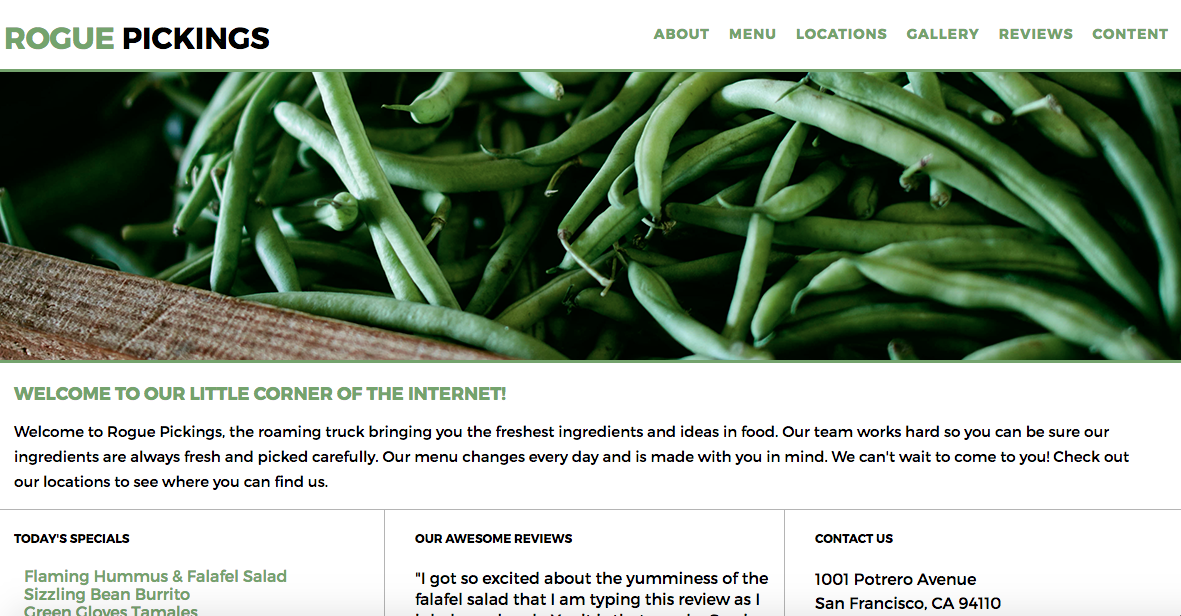 ROGUE PICKINGS
ABOUT MENU LOCATIONS GALLERY REVIEWS CONTENT
WELCOME TO OUR LITTLE CORNER OF THE INTERNET!
Welcome to Rogue Pickings, the roaming truck bringing you the freshest ingredients and ideas in food. Our team works hard so you can be sure our
ingredients are always fresh and picked carefully. Our menu changes every day and is made with you in mind. We can't wait to come to you! Check out
our locations to see where you can find us.
TODAY'S SPECIALS
Flaming Hummus & Falafel Salad
Sizzling Bean Burrito
Green Gloves Tamales
OUR AWESOME REVIEWS
"I got so excited about the yumminess of the
falafel salad that I am typing this review as I
CONTACT US
1001 Potrero Avenue
San Francisco, CA 94110